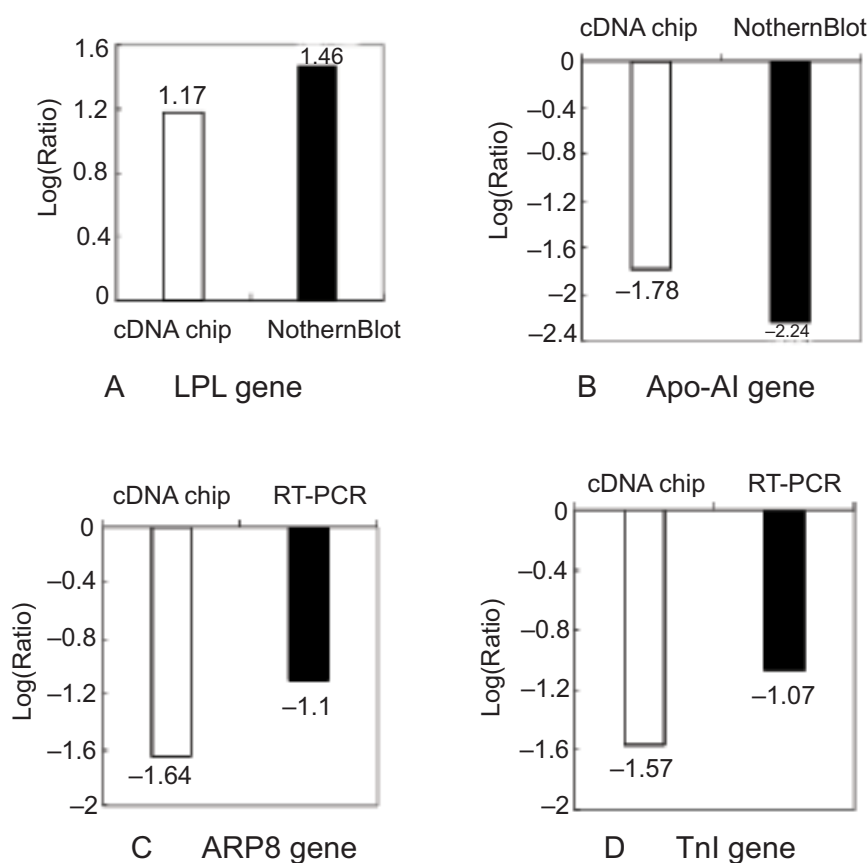 1.6
1.2
0.8
0.4
0
Log(Ratio)
1.17
1.46
cDNA chip NothernBlot
A LPL gene
cDNA chip NothernBlot
0
–0.4
–0.8
–1.2
–1.6
–2
–2.4
Log(Ratio)
–1.78
–2.24
B Apo-AI gene
cDNA chip RT-PCR
0
–0.4
–0.8
–1.2
–1.6
–2
Log(Ratio)
–1.64
–1.1
C ARP8 gene
cDNA chip RT-PCR
0
–0.4
–0.8
–1.2
–1.6
–2
Log(Ratio)
–1.57
–1.07
D TnI gene